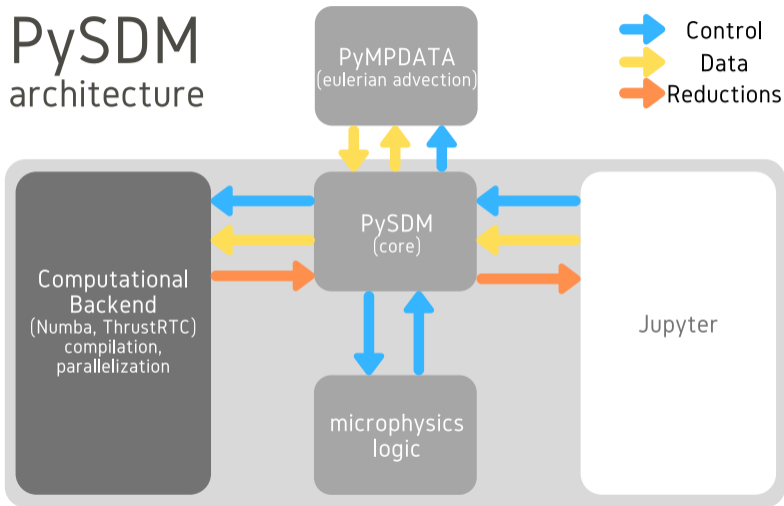 PySDM
architecture
Control
Data
Reductions
PyMPDATA
(eulerian advection)
PySDM
(core)
Computational
Backend
(Numba, ThrustRTC)
compilation,
parallelization
Jupyter
microphysics
logic